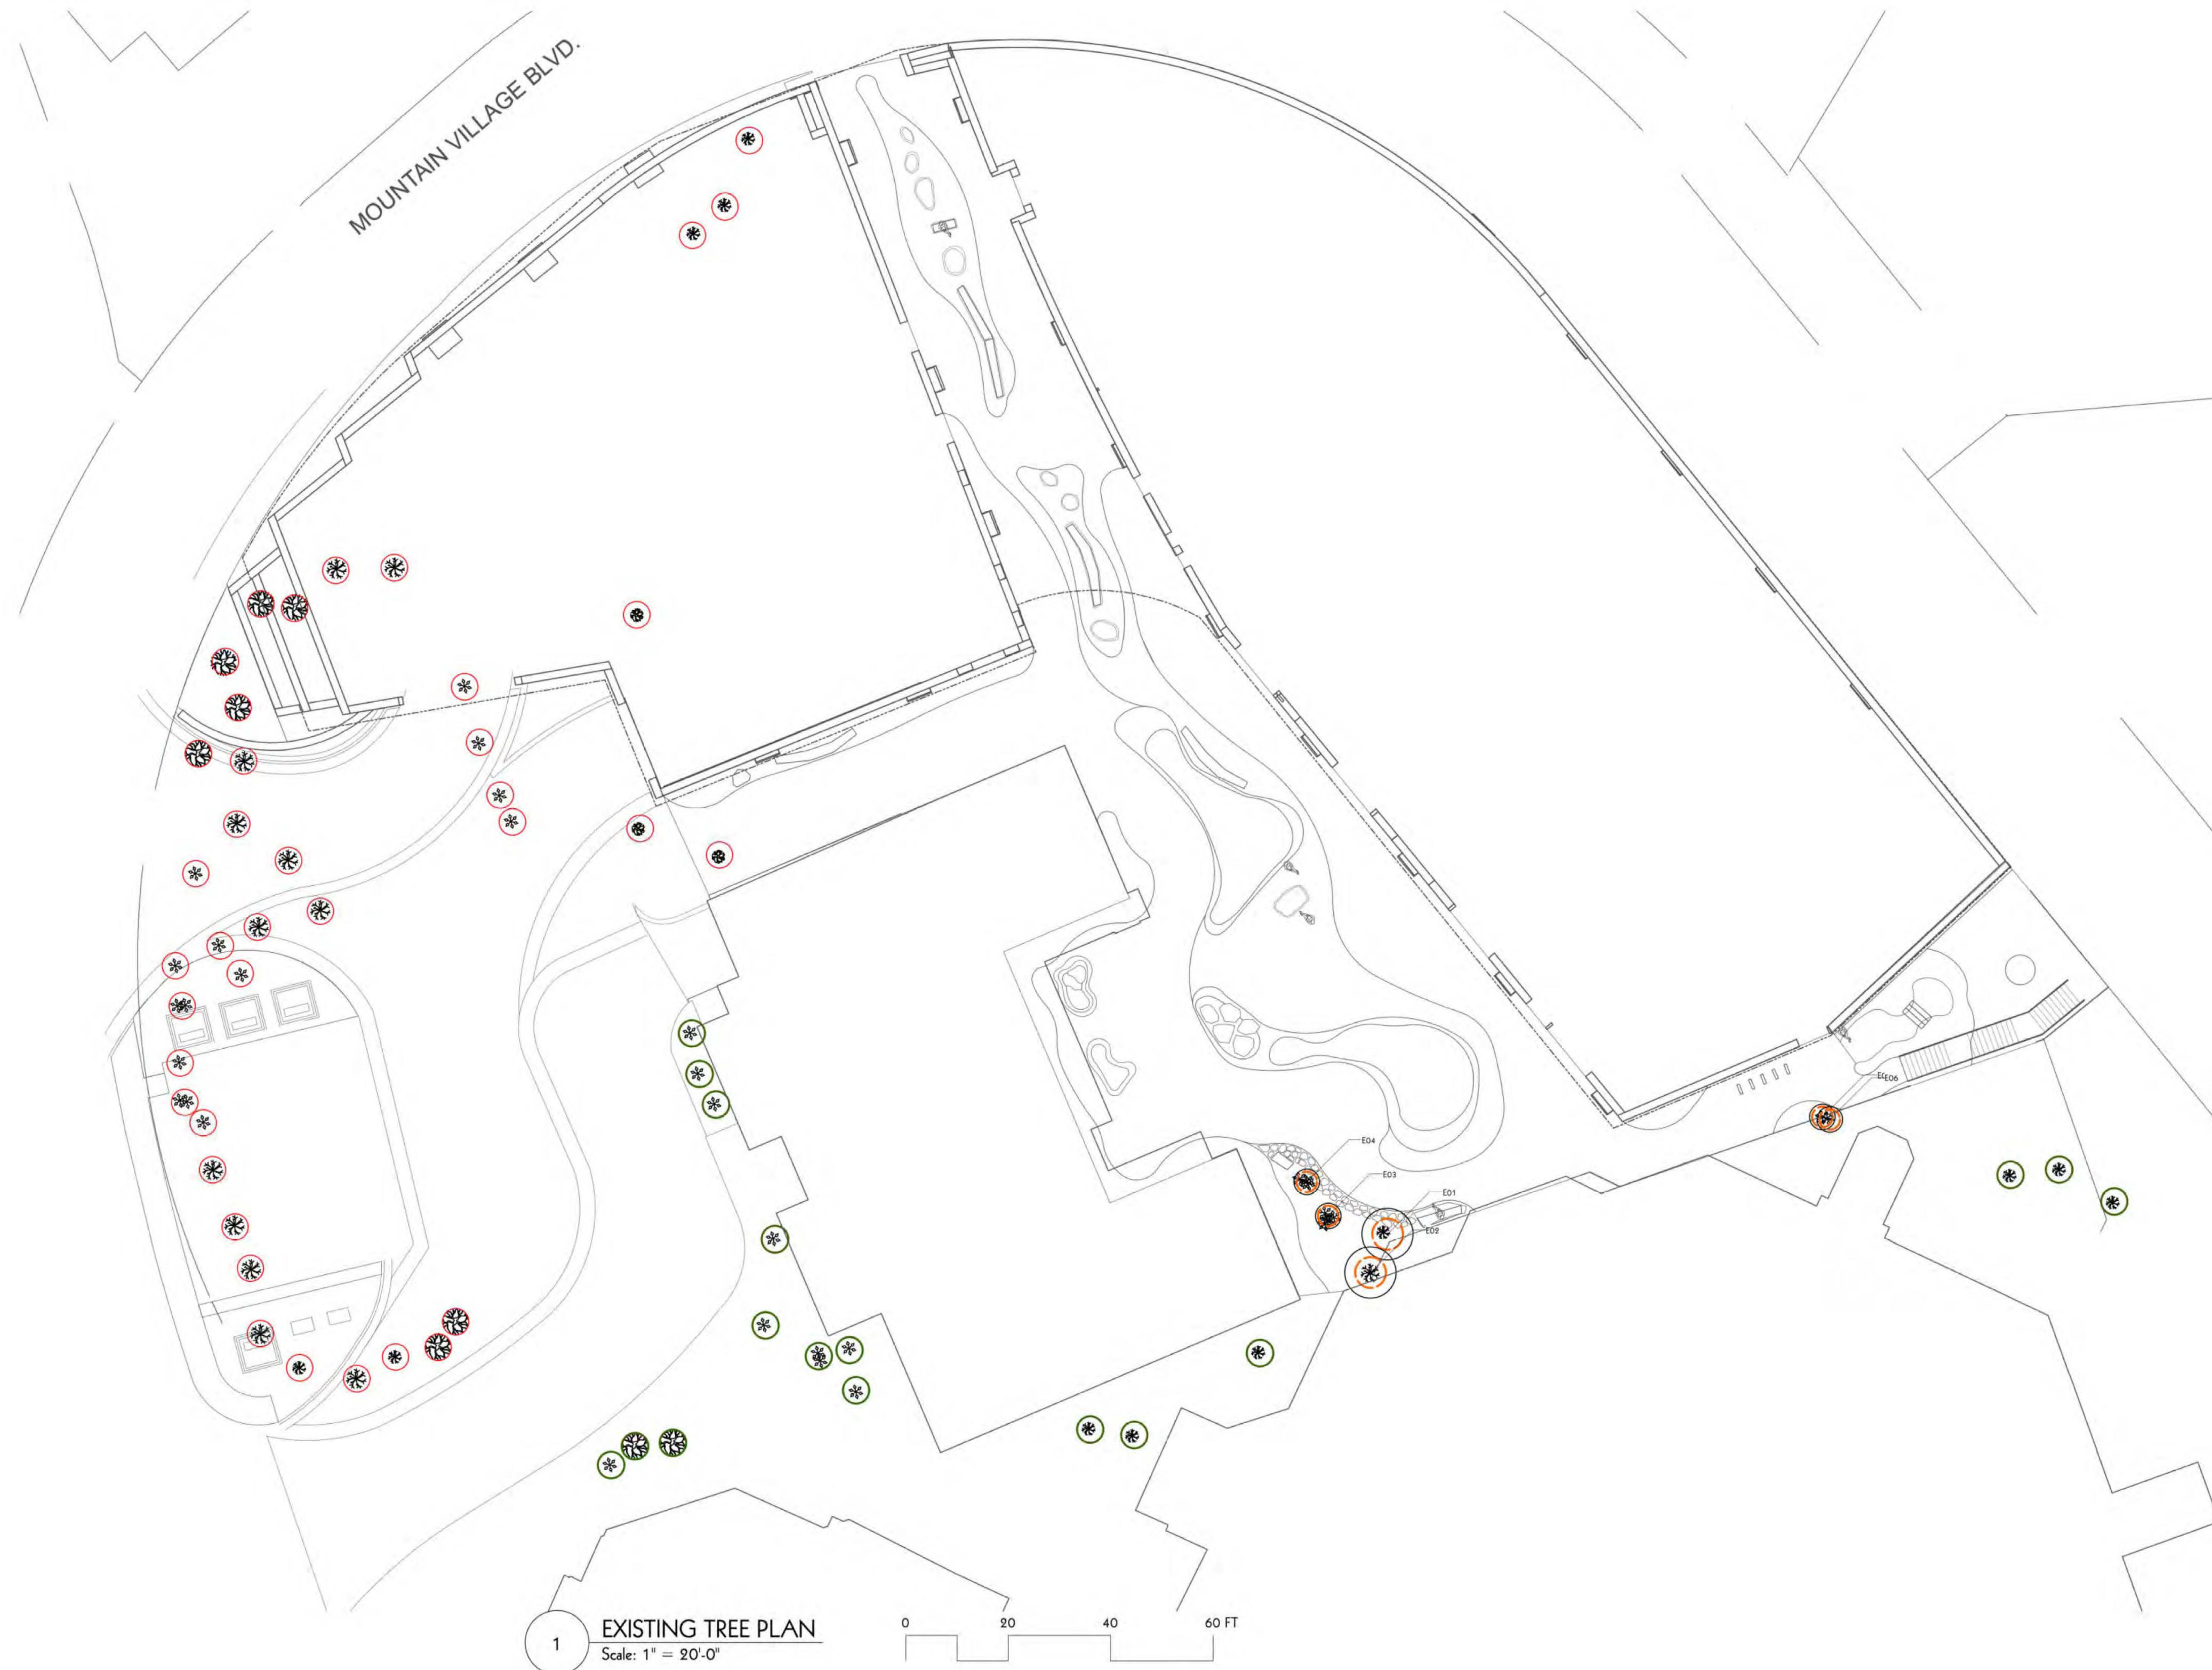 MOUNTAIN VILLAGE BLVD.
E06
E04
E03
E01
E02
1
EXISTING TREE PLAN
Scale: 1" = 20'-0"
0 20 40 60 FT